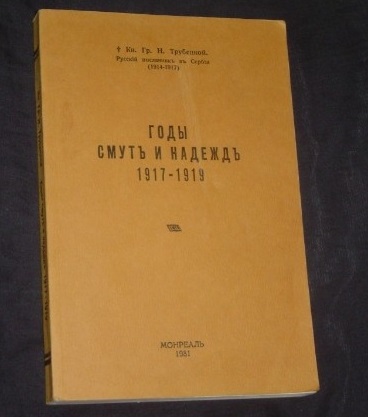 † Кн. Гр. Н. Трубецкой.
Русскій посланникъ въ Сербіи
(1914-1917)
ГОДЫ
СМУТЪ И НАДЕЖДЪ
1917-1919
МОНРЕАЛЬ
1981